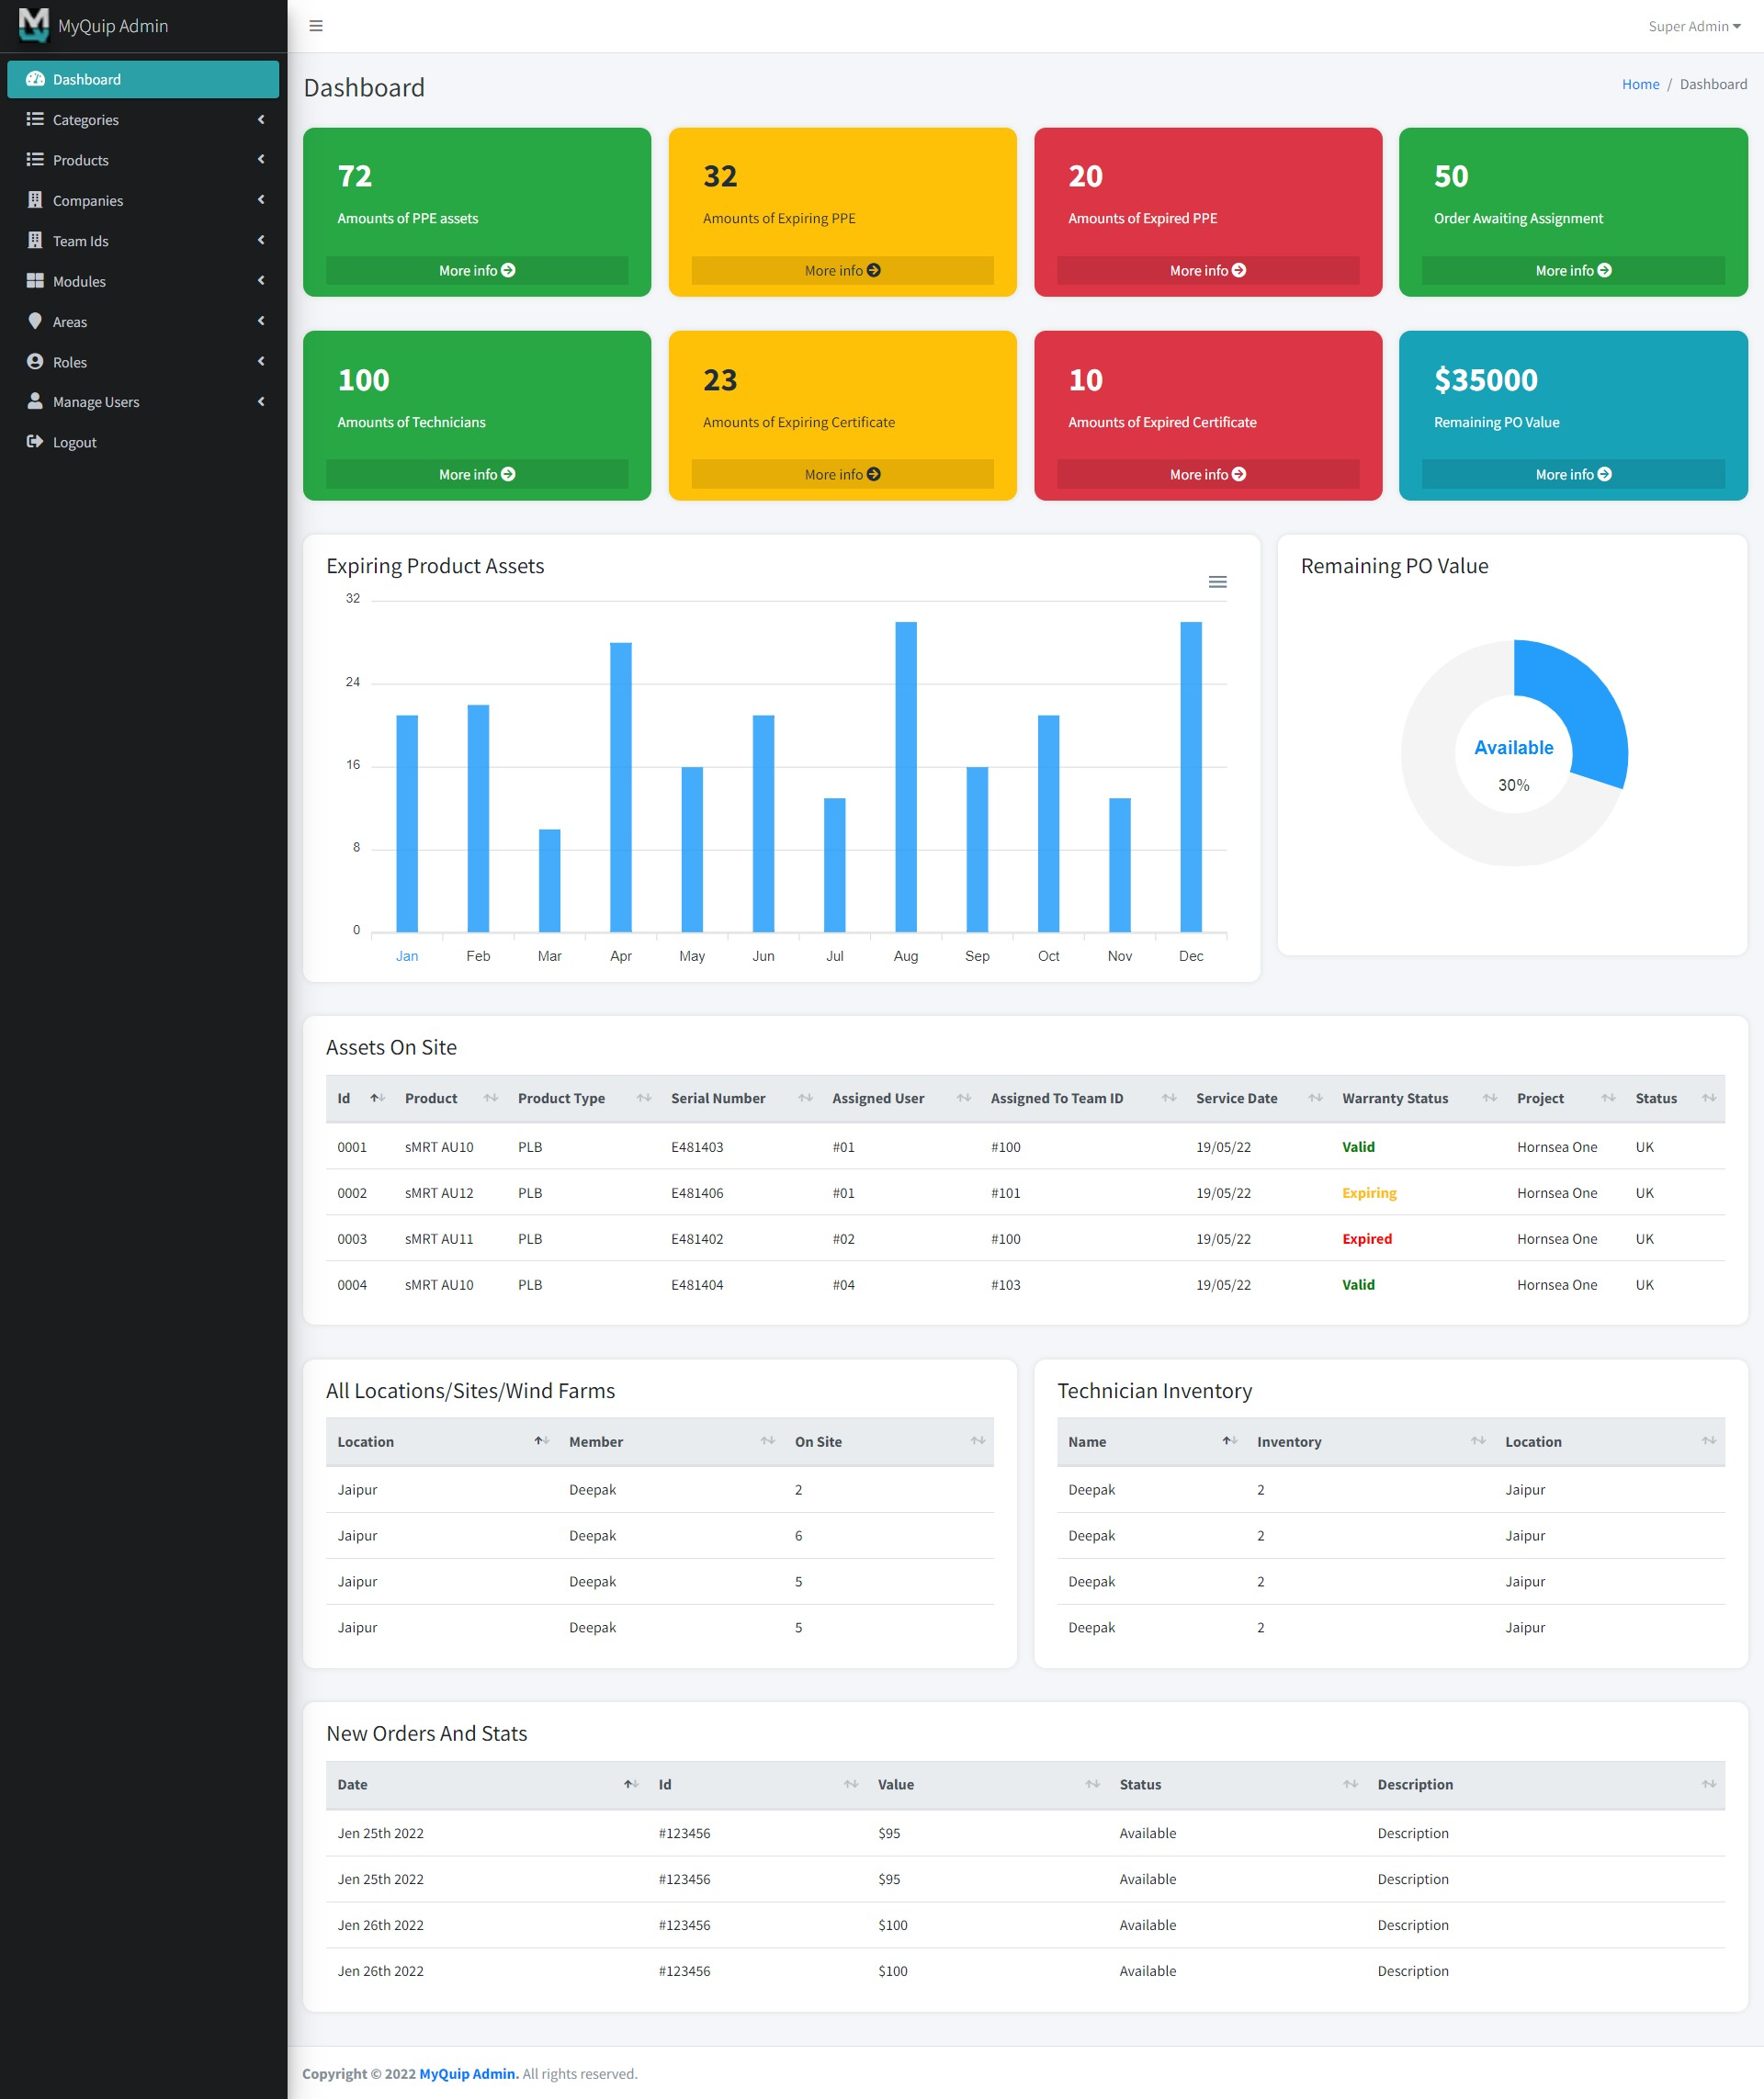 MyQuip Admin
Super Admin
Dashboard
Categories
Products
Companies
Team Ids
Modules
Areas
Roles
Manage Users
Logout
Dashboard
Home / Dashboard
72
Amounts of PPE assets
More info
32
Amounts of Expiring PPE
More info
20
Amounts of Expired PPE
More info
50
Order Awaiting Assignment
More info
100
Amounts of Technicians
More info
23
Amounts of Expiring Certificate
More info
10
Amounts of Expired Certificate
More info
$35000
Remaining PO Value
More info
Expiring Product Assets
32
24
16
8
0
Jan Feb Mar Apr May Jun Jul Aug Sep Oct Nov Dec
Remaining PO Value
Available
30%
Assets On Site
Id Product Product Type Serial Number Assigned User Assigned To Team ID Service Date Warranty Status Project Status
0001 sMRT AU10 PLB E481403 #01 #100 19/05/22 Valid Hornsea One UK
0002 sMRT AU12 PLB E481406 #01 #101 19/05/22 Expiring Hornsea One UK
0003 sMRT AU11 PLB E481402 #02 #100 19/05/22 Expired Hornsea One UK
0004 sMRT AU10 PLB E481404 #04 #103 19/05/22 Valid Hornsea One UK
All Locations/Sites/Wind Farms
Location Member On Site
Jaipur Deepak 2
Jaipur Deepak 6
Jaipur Deepak 5
Jaipur Deepak 5
Technician Inventory
Name Inventory Location
Deepak 2 Jaipur
Deepak 2 Jaipur
Deepak 2 Jaipur
Deepak 2 Jaipur
New Orders And Stats
Date Id Value Status Description
Jen 25th 2022 #123456 $95 Available Description
Jen 25th 2022 #123456 $95 Available Description
Jen 26th 2022 #123456 $100 Available Description
Jen 26th 2022 #123456 $100 Available Description
Copyright © 2022 MyQuip Admin. All rights reserved.